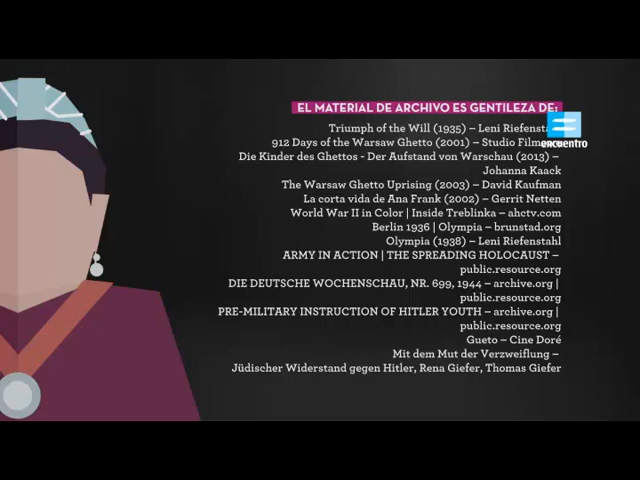 EL MATERIAL DE ARCHIVO ES GENTILEZA DE:
Triumph of the Will (1935) – Leni
912 Days of the Warsaw Ghetto (2001) – Studio
encuentro
Die Kinder des Ghettos - Der Aufstand von Warschau (2013) –
Johanna Kaack
The Warsaw Ghetto Uprising (2003) – David Kaufman
La corta vida de Ana Frank (2002) – Gerrit Netten
World War II in Color | Inside Treblinka – ahctv.com
Berlin 1936 | Olympia – brunstad.org
Olympia (1938) – Leni Riefenstahl
ARMY IN ACTION | THE SPREADING HOLOCAUST –
public.resource.org
DIE DEUTSCHE WOCHENSCHAU, NR. 699, 1944 – archive.org |
public.resource.org
PRE-MILITARY INSTRUCTION OF HITLER YOUTH – archive.org |
public.resource.org
Gueto – Cine Doré
Mit dem Mut der Verzweiflung –
Jüdischer Widerstand gegen Hitler, Rena Giefer, Thomas Giefer